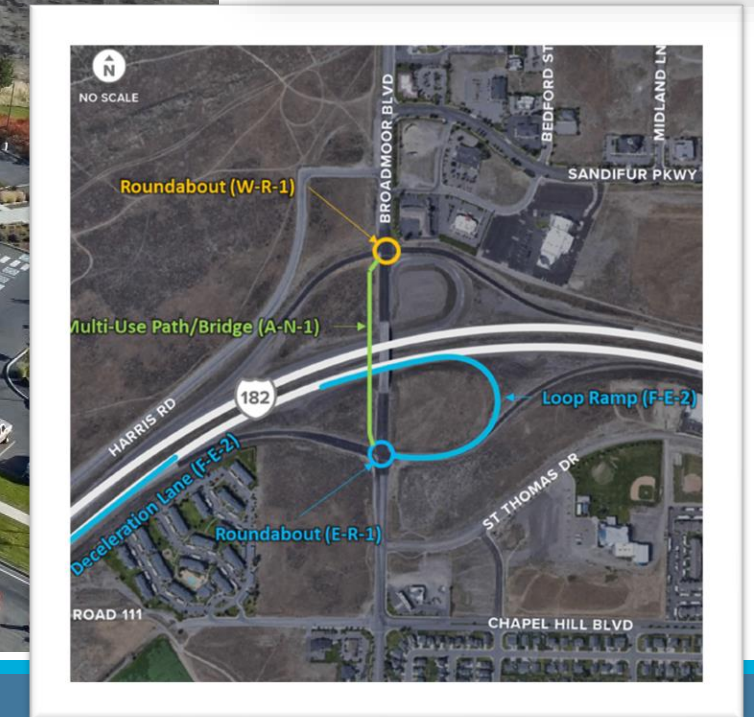 N
NO SCALE
BROADMOOR BLVD
BEDFORD ST
MIDLAND LN
SANDIFUR PKWY
Roundabout (W-R-1)
Multi-Use Path/Bridge (A-N-1)
182
HARRIS RD
Loop Ramp (F-E-2)
Deceleration Lane (F-E-2)
Roundabout (E-R-1)
ST THOMAS DR
ROAD 111
CHAPEL HILL BLVD